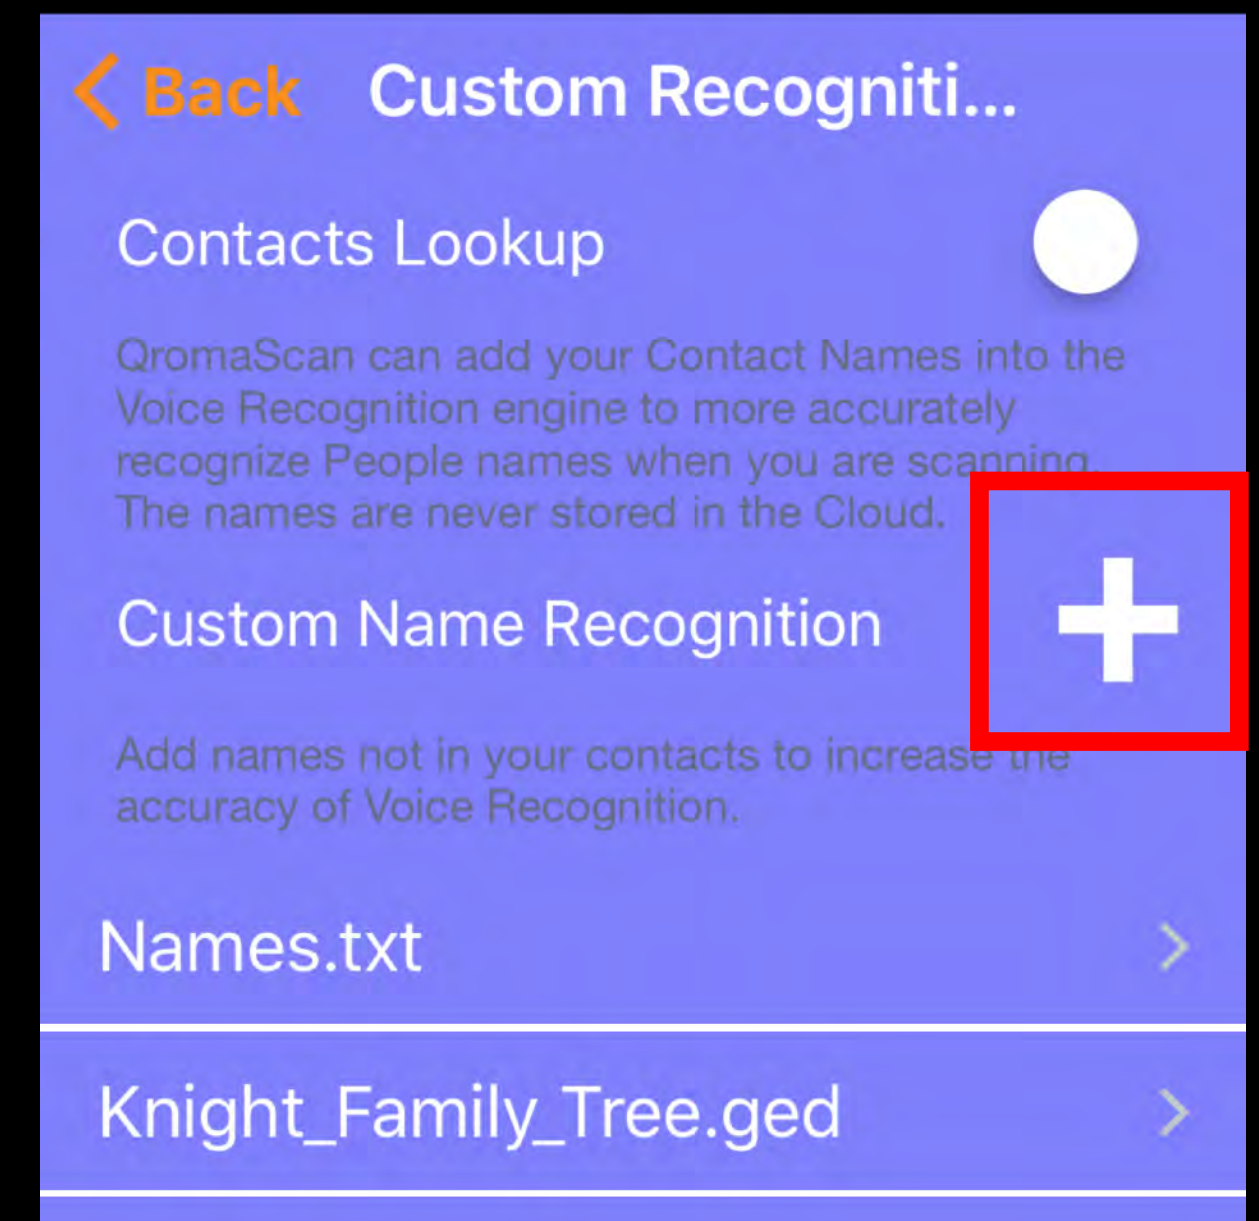 Back Custom Recogniti...
Contacts Lookup
QromaScan can add your Contact Names into the
Voice Recognition engine to more accurately
recognize People names when you are scanning.
The names are never stored in the Cloud.
Custom Name Recognition
Add names not in your contacts to increase the
accuracy of Voice Recognition.
Names.txt
Knight_Family_Tree.ged